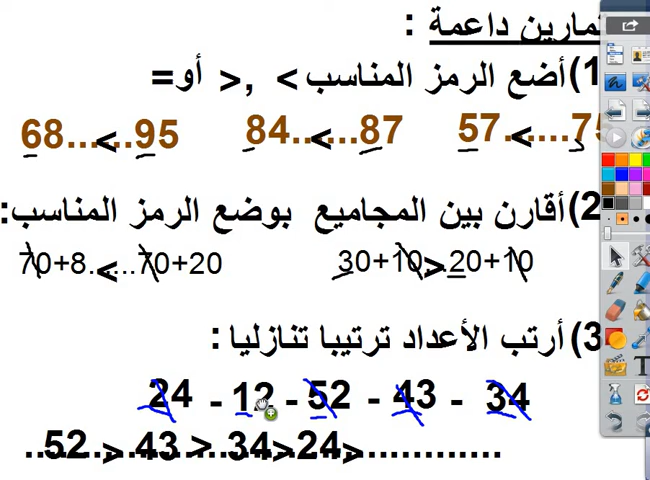 تمارين داعمة :
1) أضع الرمز المناسب < , > أو =
68......<95 84..<....87 57..<....75
2) أقارن بين المجاميع بوضع الرمز المناسب:
70+8..<....70+20 30+10..>.20+10
3) أرتب الأعداد ترتيبا تنازليا :
24 - 12 - 52 - 43 - 34
52 > 43 > 34>24>.............